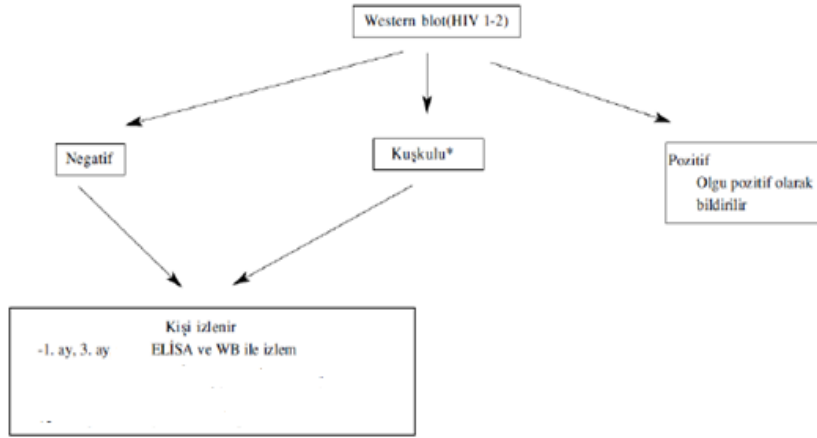 Western blot(HIV 1-2)
Negatif
Kuşkulu*
Pozitif
Olgu pozitif olarak
bildirilir
Kişi izlenir
-1. ay, 3. ay ELİSA ve WB ile izlem